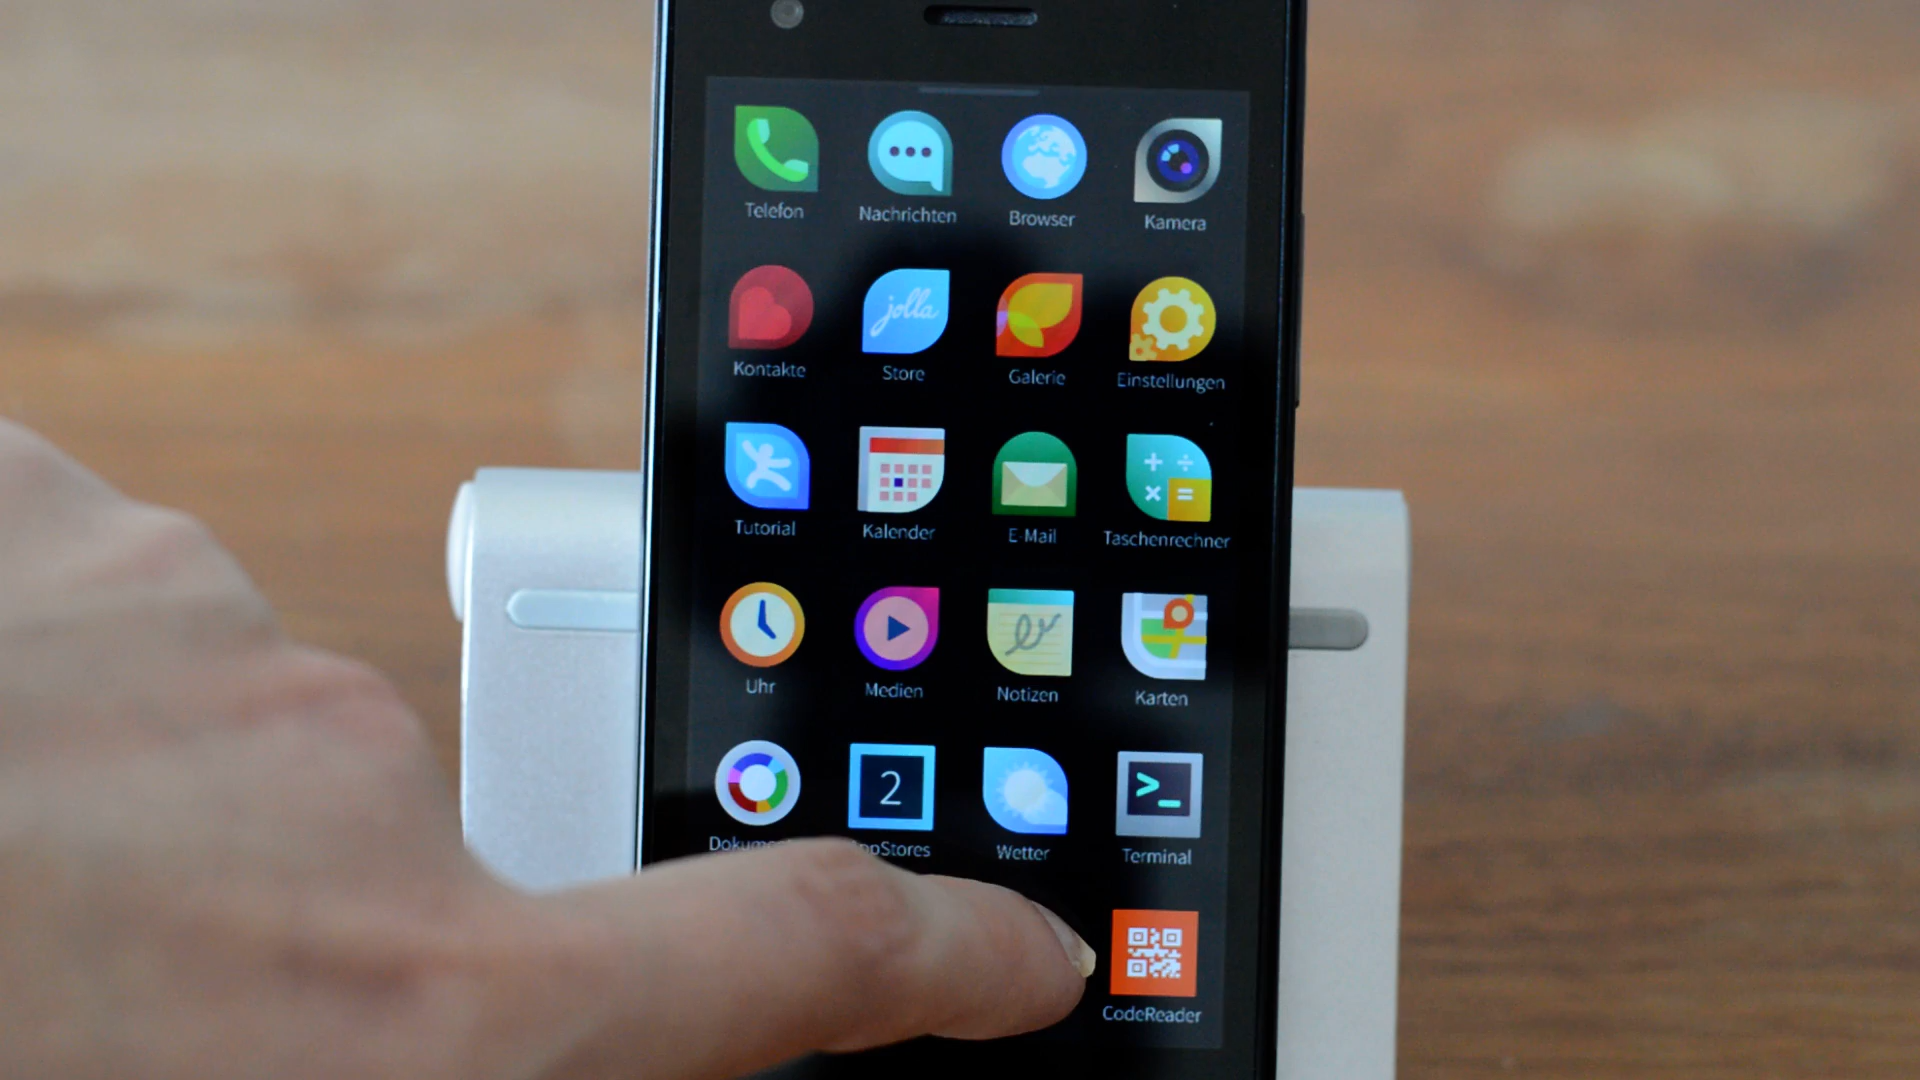 Telefon Nachrichten Browser Kamera
jolla
Kontakte Store Galerie Einstellungen
Tutorial Kalender E-Mail Taschenrechner
Uhr Medien Notizen Karten
2
Wetter Terminal
CodeReader